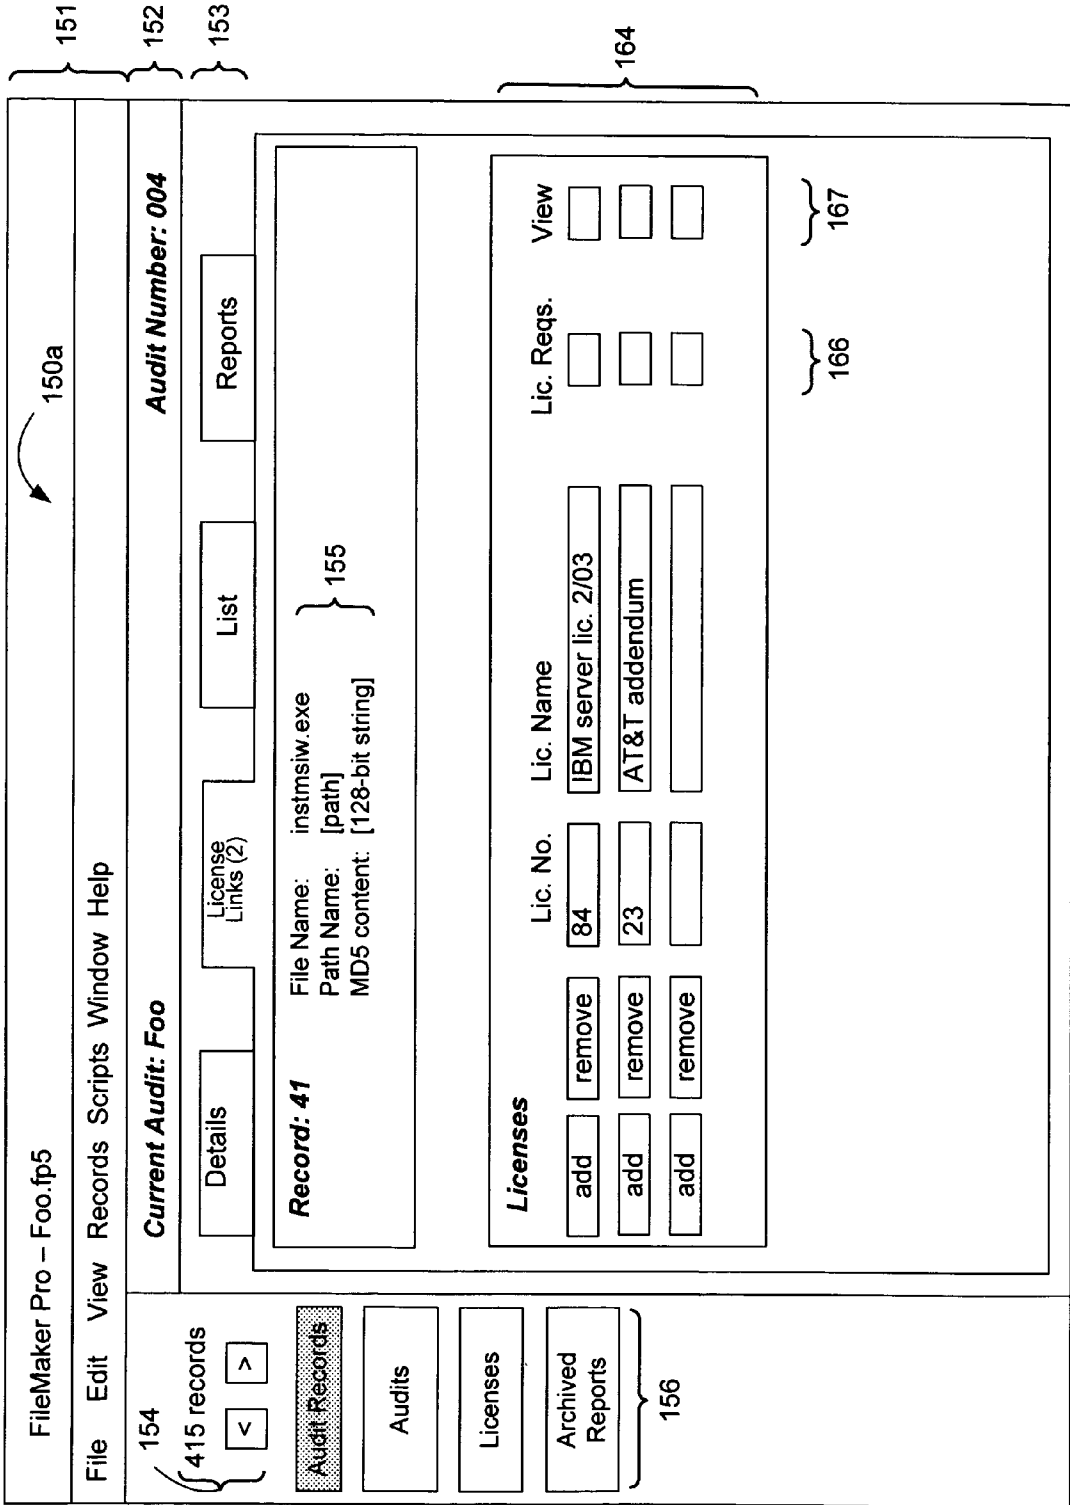 150a
151
FileMaker Pro – Foo.fp5
File Edit View Records Scripts Window Help
152
Current Audit: Foo Audit Number: 004
153
154
415 records
< >
Details
License
Links (2)
List
Reports
Audit Records
Audits
Licenses
Archived
Reports
156
Record: 41
File Name: instmsiw.exe
Path Name: [path]
MD5 content: [128-bit string]
155
164
Licenses
Lic. No. Lic. Name Lic. Reqs. View
add remove 84 IBM server lic. 2/03
add remove 23 AT&T addendum
add remove
166
167